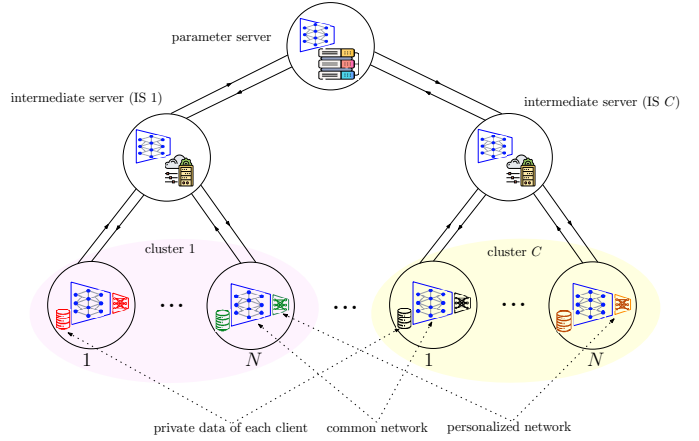 parameter server
intermediate server (IS 1)
intermediate server (IS C)
cluster 1
cluster C
...
...
...
1
N
1
N
private data of each client
common network
personalized network